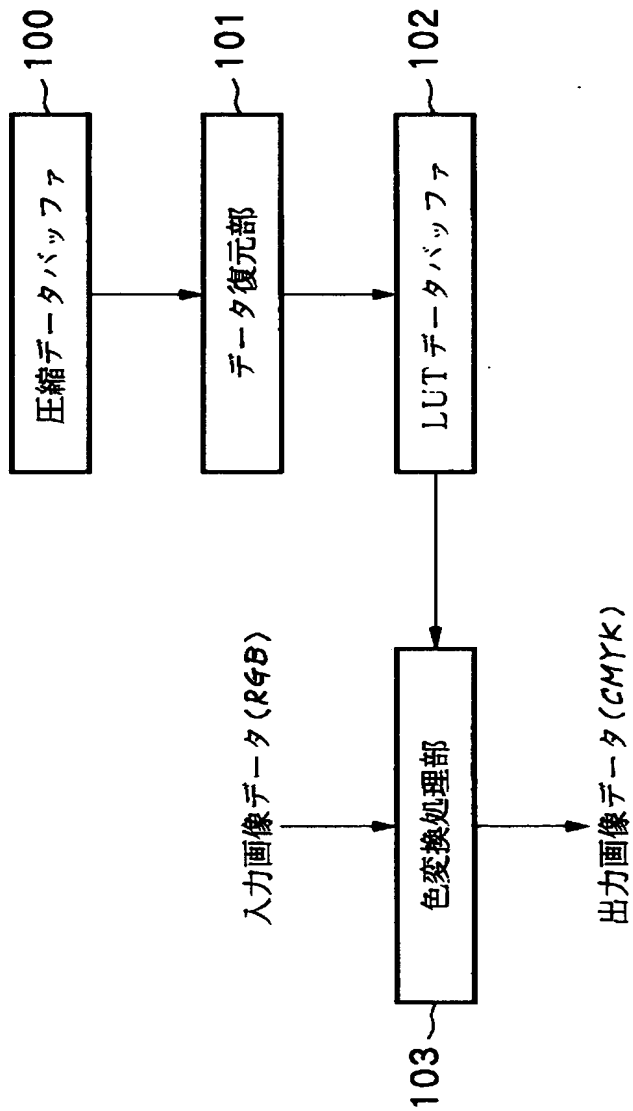 圧縮データバッファ
100
データ復元部
101
LUTデータバッファ
102
入力画像データ(RGB)
色変換処理部
103
出力画像データ(CMYK)